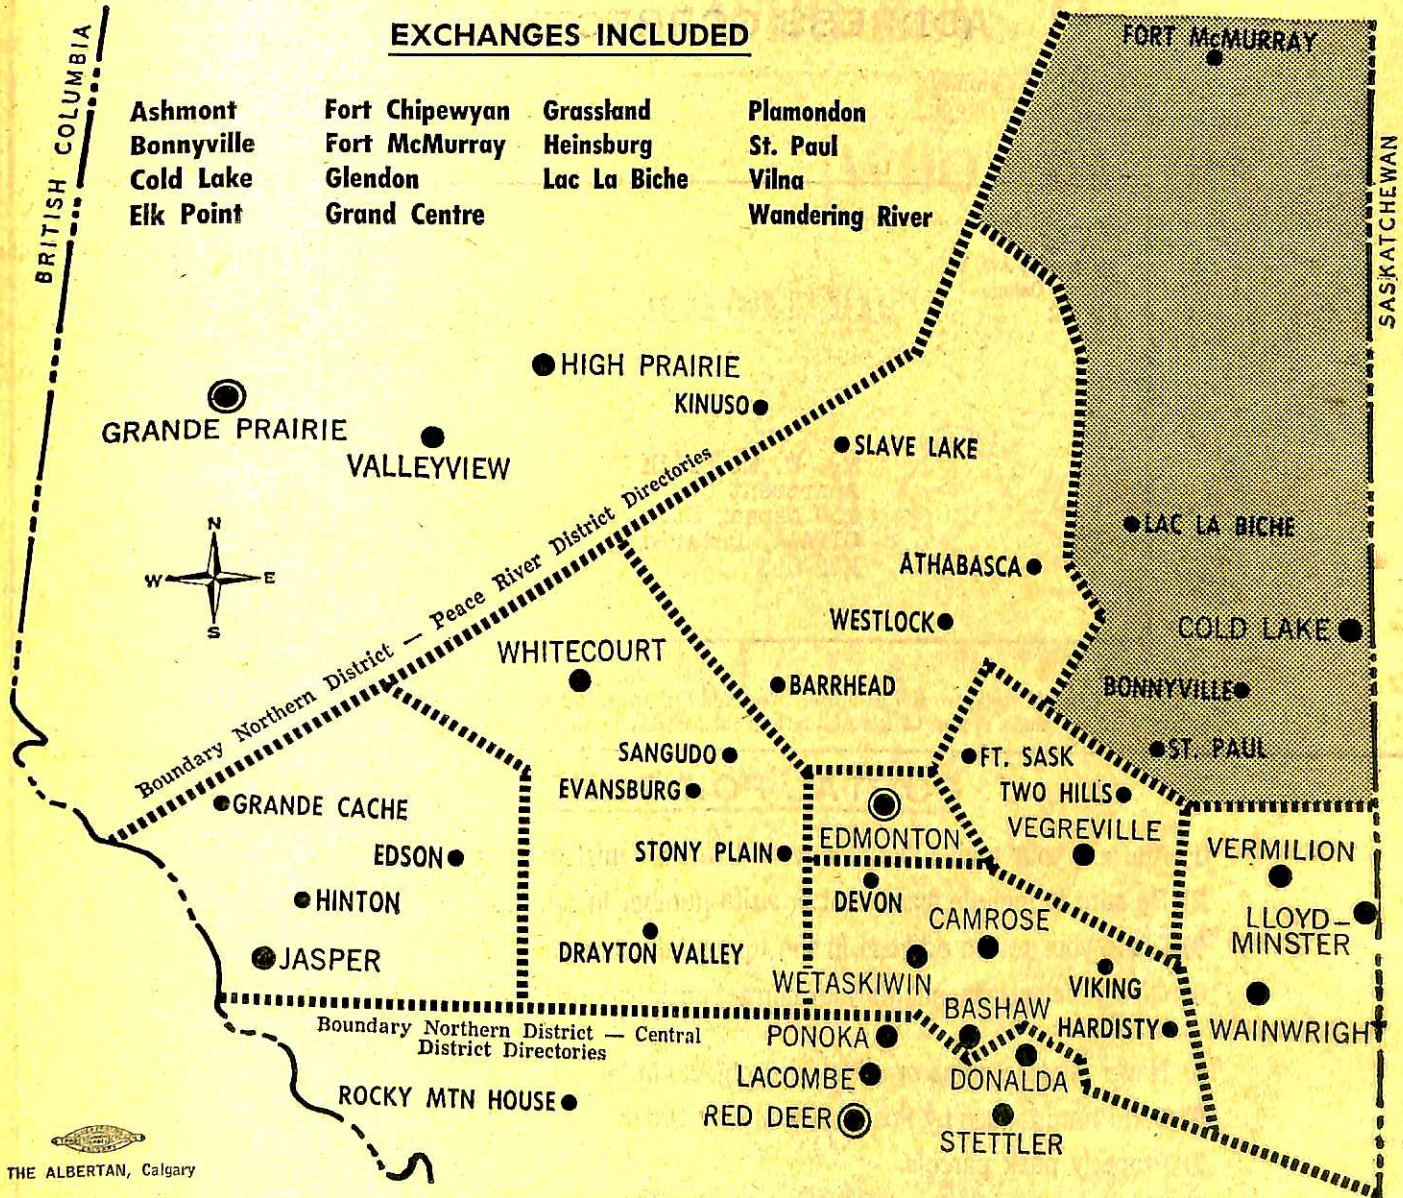 EXCHANGES INCLUDED
Ashmont Fort Chipewyan Grassland Plamondon
Bonnyville Fort McMurray Heinsburg St. Paul
Cold Lake Glendon Lac La Biche Vilna
Elk Point Grand Centre Wandering River
BRITISH COLUMBIA
FORT McMURRAY
SASKATCHEWAN
HIGH PRAIRIE
KINUSO
GRANDE PRAIRIE
VALLEYVIEW
SLAVE LAKE
Boundary Northern District — Peace River District Directories
LAC LA BICHE
N
W E
S
ATHABASCA
WESTLOCK
COLD LAKE
WHITECOURT
BARRHEAD
BONNYVILLE
SANGUDO
FT. SASK
ST. PAUL
EVANSBURG
TWO HILLS
GRANDE CACHE
EDMONTON
VEGREVILLE
EDSON
STONY PLAIN
VERMILION
HINTON
DEVON
CAMROSE
LLOYD-
MINSTER
JASPER
DRAYTON VALLEY
WETASKIWIN
VIKING
BASHAW
HARDISTY
WAINWRIGHT
Boundary Northern District — Central
District Directories
PONOKA
LACOMBE
DONALDA
ROCKY MTN HOUSE
RED DEER
STETTLER
THE ALBERTAN, Calgary